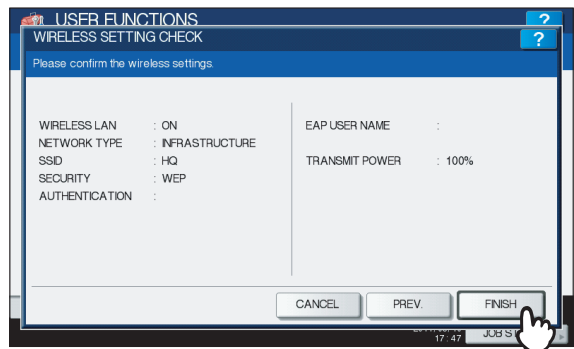 USER FUNCTIONS
?
WIRELESS SETTING CHECK
?
Please confirm the wireless settings.
WIRELESS LAN : ON
NETWORK TYPE : INFRASTRUCTURE
SSID : HQ
SECURITY : WEP
AUTHENTICATION :
EAP USER NAME :
TRANSMIT POWER : 100%
CANCEL
PREV.
FINISH
17:47
JOB